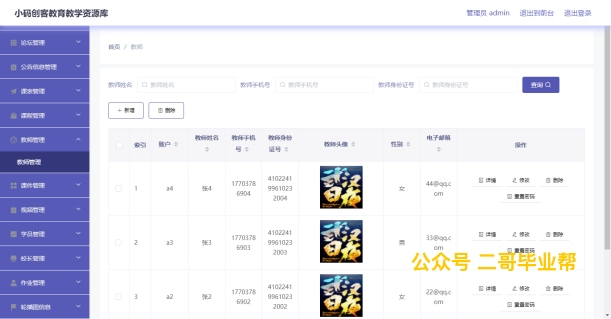 小码创客教育教学资源库
管理员 admin 退出到前台 退出登录
论坛管理
公告信息管理
课表管理
课程管理
教师管理
教师管理
课件管理
视频管理
学员管理
校长管理
作业管理
轮播图信息
首页 / 教师
教师姓名 教师姓名 教师手机号 教师手机号 教师身份证号 教师身份证号 查询
+ 新增 删除
索引 账户 教师姓名 教师手机号 教师身份证号 教师头像 性别 电子邮箱 操作
1 a4 张4 17703786904 410224199610232004 女 44@qq.com 详情 修改 删除 重置密码
2 a3 张3 17703786903 410224199610232003 男 33@qq.com 详情 修改 删除 重置密码
3 a2 张2 17703786902 410224199610232002 女 22@qq.com 详情 修改 删除 重置密码
公众号 二哥毕业帮